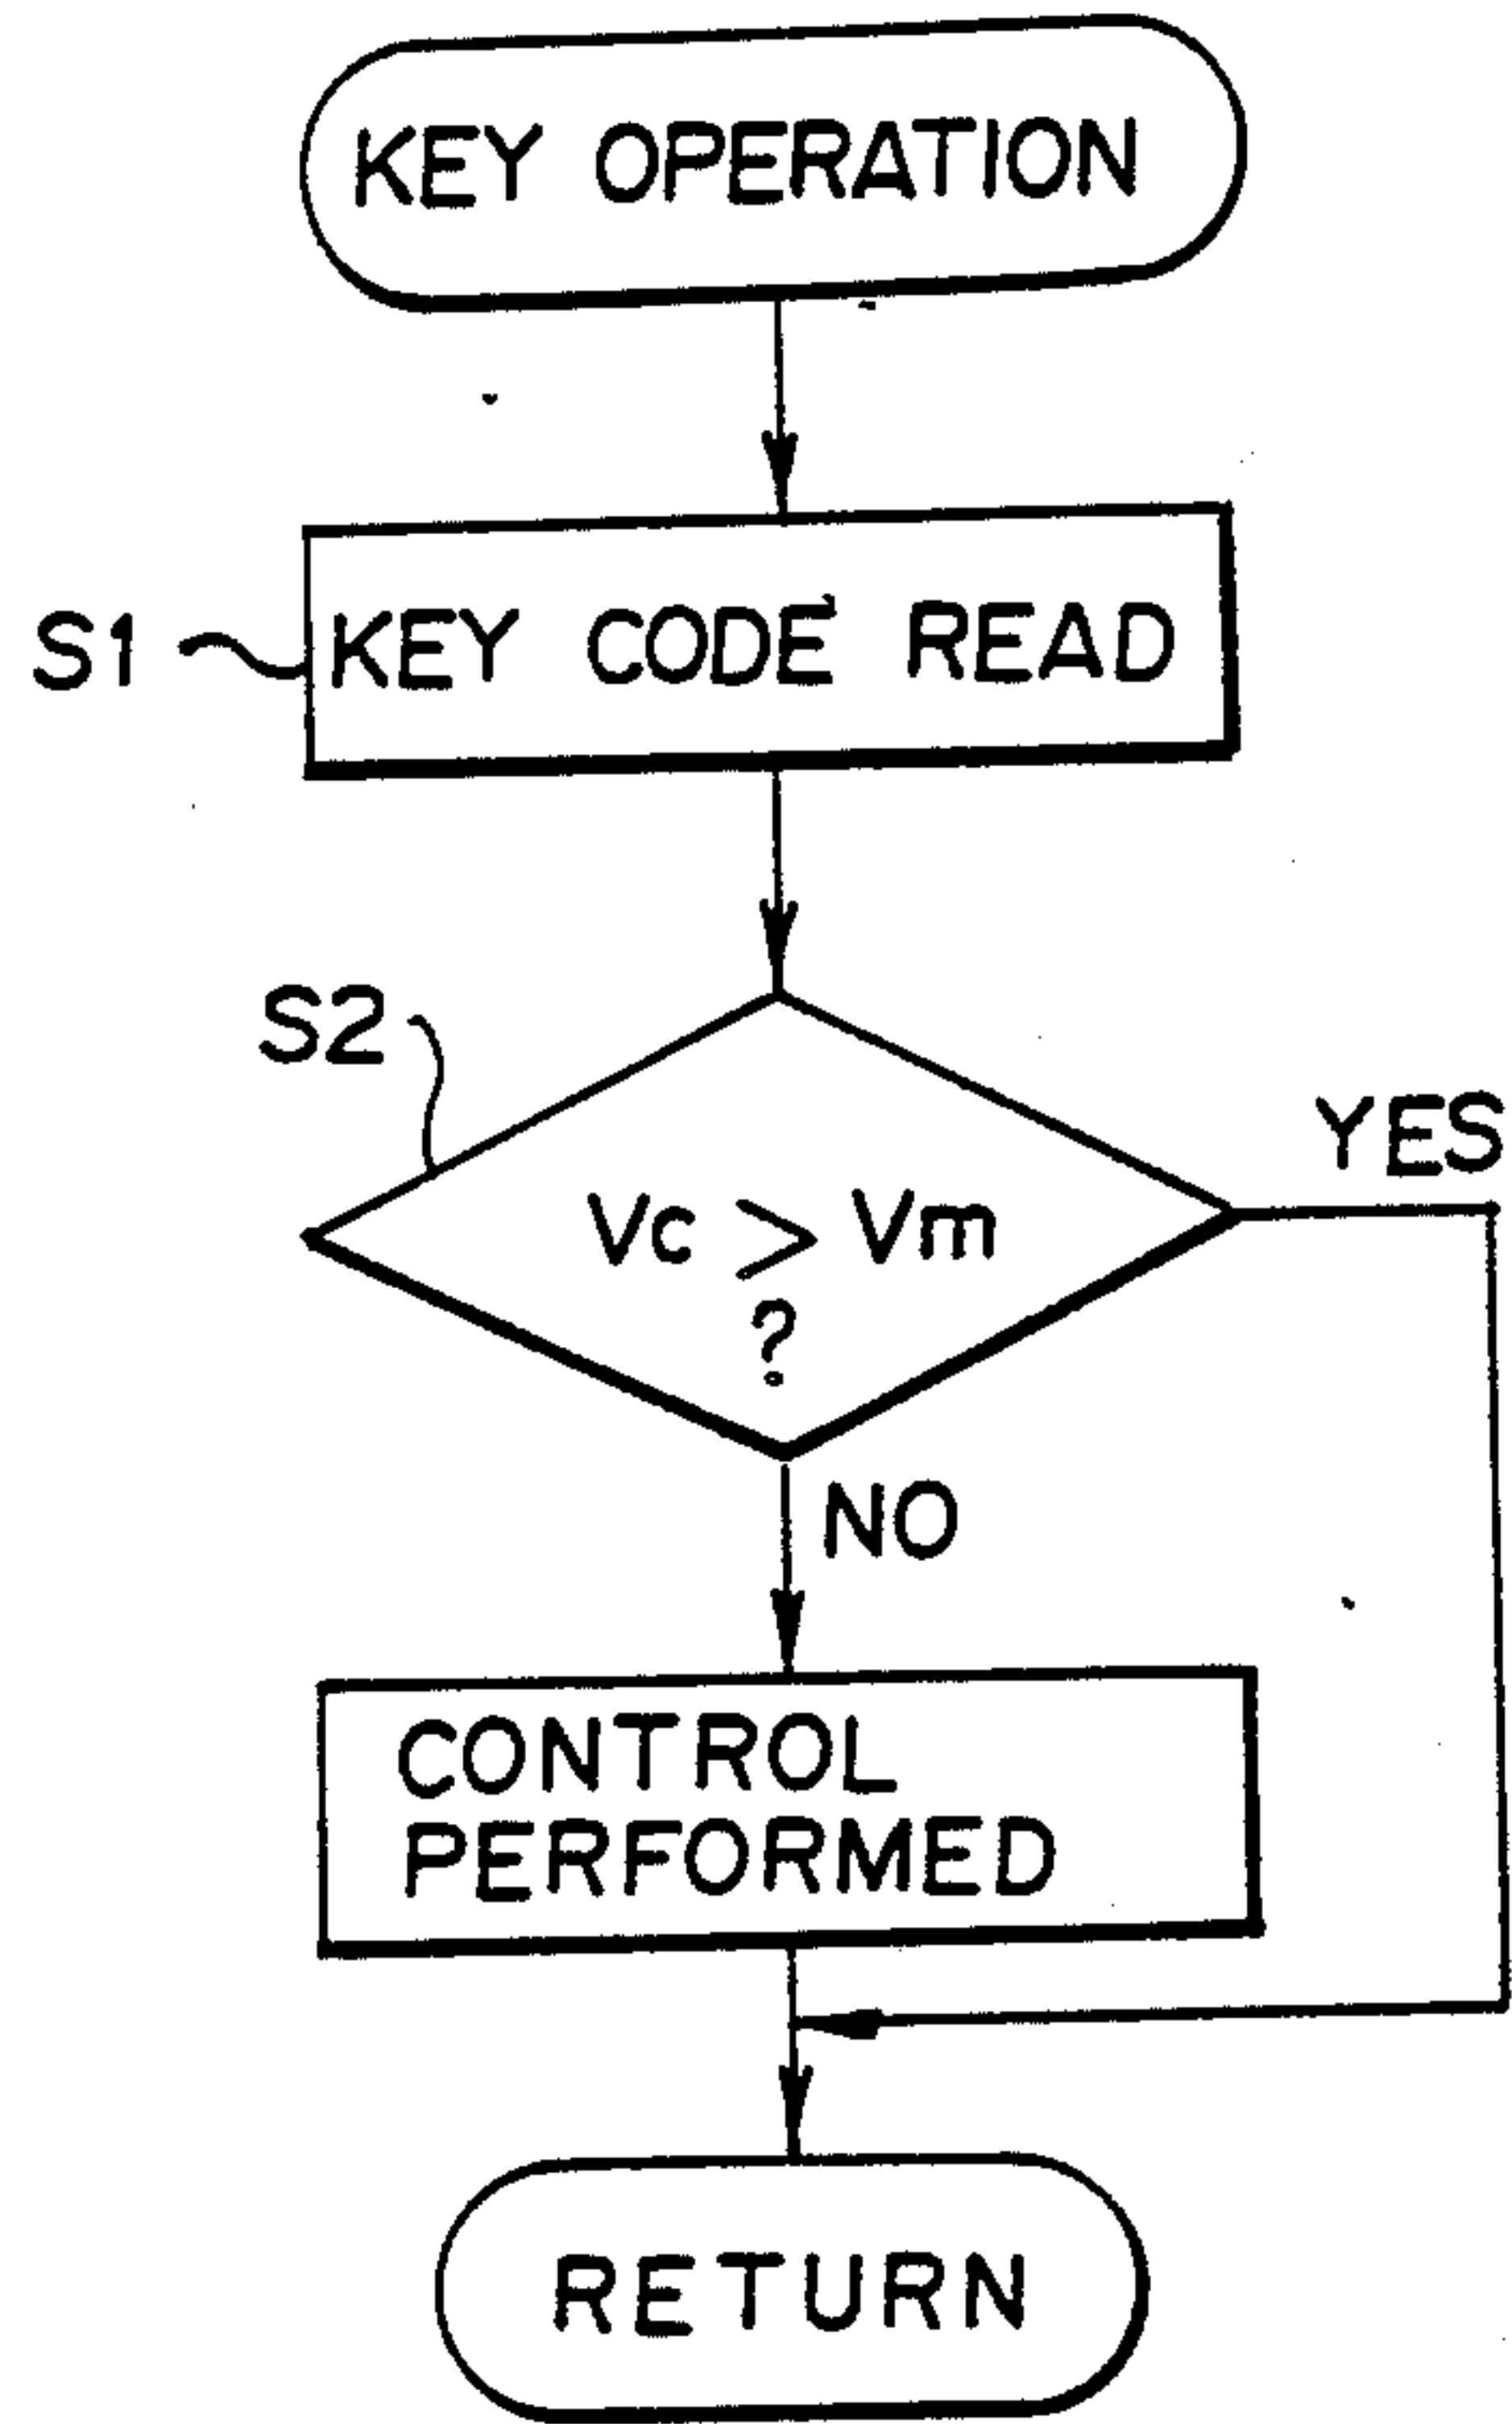 KEY OPERATION
S1
KEY CODE READ
S2
Vc > Vm
?
YES
NO
CONTROL
PERFORMED
RETURN